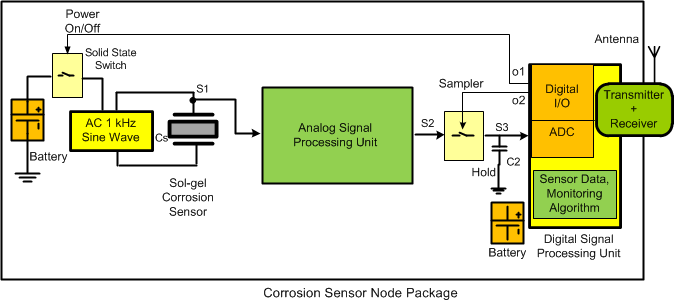 Power
On/Off
Solid State
Switch
Battery
AC 1 kHz
Sine Wave
S1
Cs
Sol-gel
Corrosion
Sensor
Analog Signal
Processing Unit
S2
Sampler
S3
C2
Hold
o1
o2
Digital
I/O
ADC
Antenna
Transmitter
+
Receiver
Sensor Data,
Monitoring
Algorithm
Battery
Digital Signal
Processing Unit
Corrosion Sensor Node Package